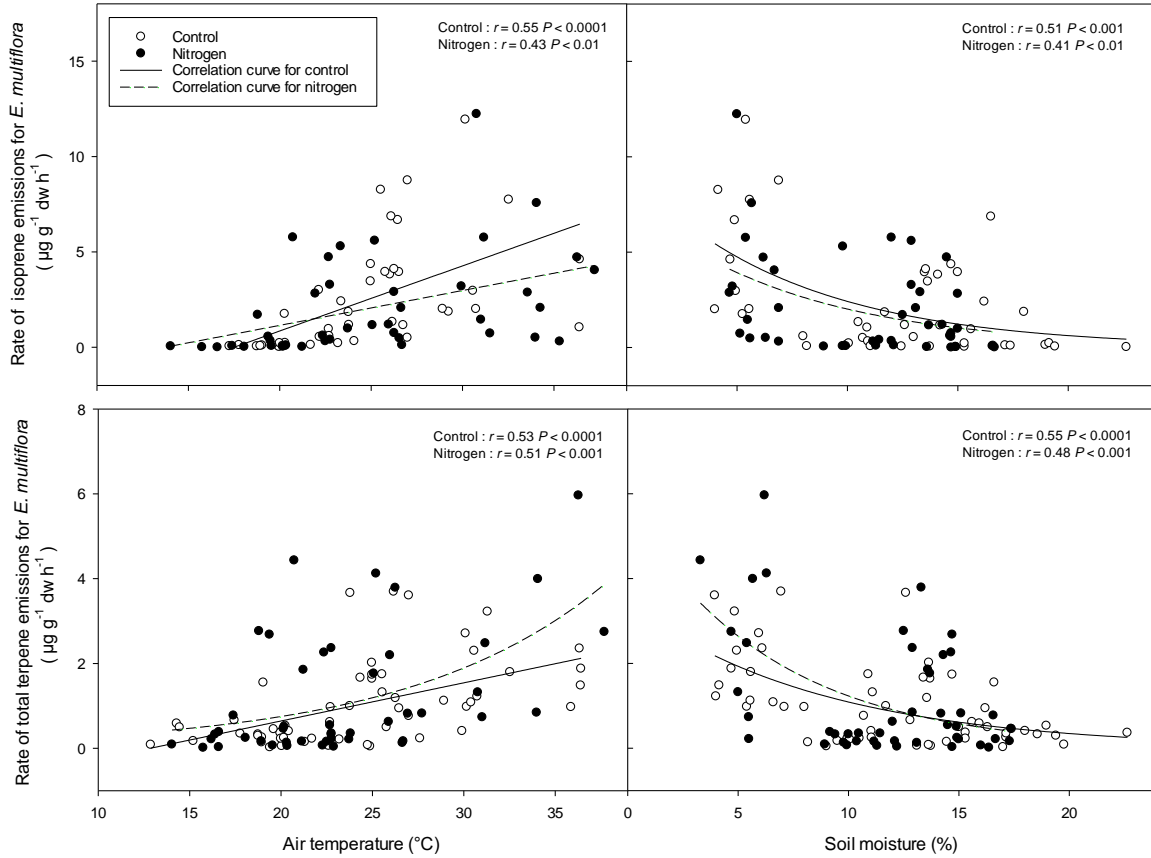 Control : r = 0.55 P < 0.0001
Nitrogen : r = 0.43 P < 0.01
Control
Nitrogen
Correlation curve for control
Correlation curve for nitrogen
Control : r = 0.51 P < 0.001
Nitrogen : r = 0.41 P < 0.01
Rate of isoprene emissions for E. multiflora
( µg g-1 dw h-1)
15
10
5
0
Control : r = 0.53 P < 0.0001
Nitrogen : r = 0.51 P < 0.001
Control : r = 0.55 P < 0.0001
Nitrogen : r = 0.48 P < 0.001
Rate of total terpene emissions for E. multiflora
( µg g-1 dw h-1)
8
6
4
2
0
10 15 20 25 30 35
0 5 10 15 20
Air temperature (°C)
Soil moisture (%)